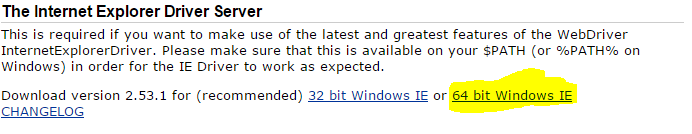 The Internet Explorer Driver Server
This is required if you want to make use of the latest and greatest features of the WebDriver
InternetExplorerDriver. Please make sure that this is available on your $PATH (or %PATH% on
Windows) in order for the IE Driver to work as expected.
Download version 2.53.1 for (recommended) 32 bit Windows IE or 64 bit Windows IE
CHANGELOG